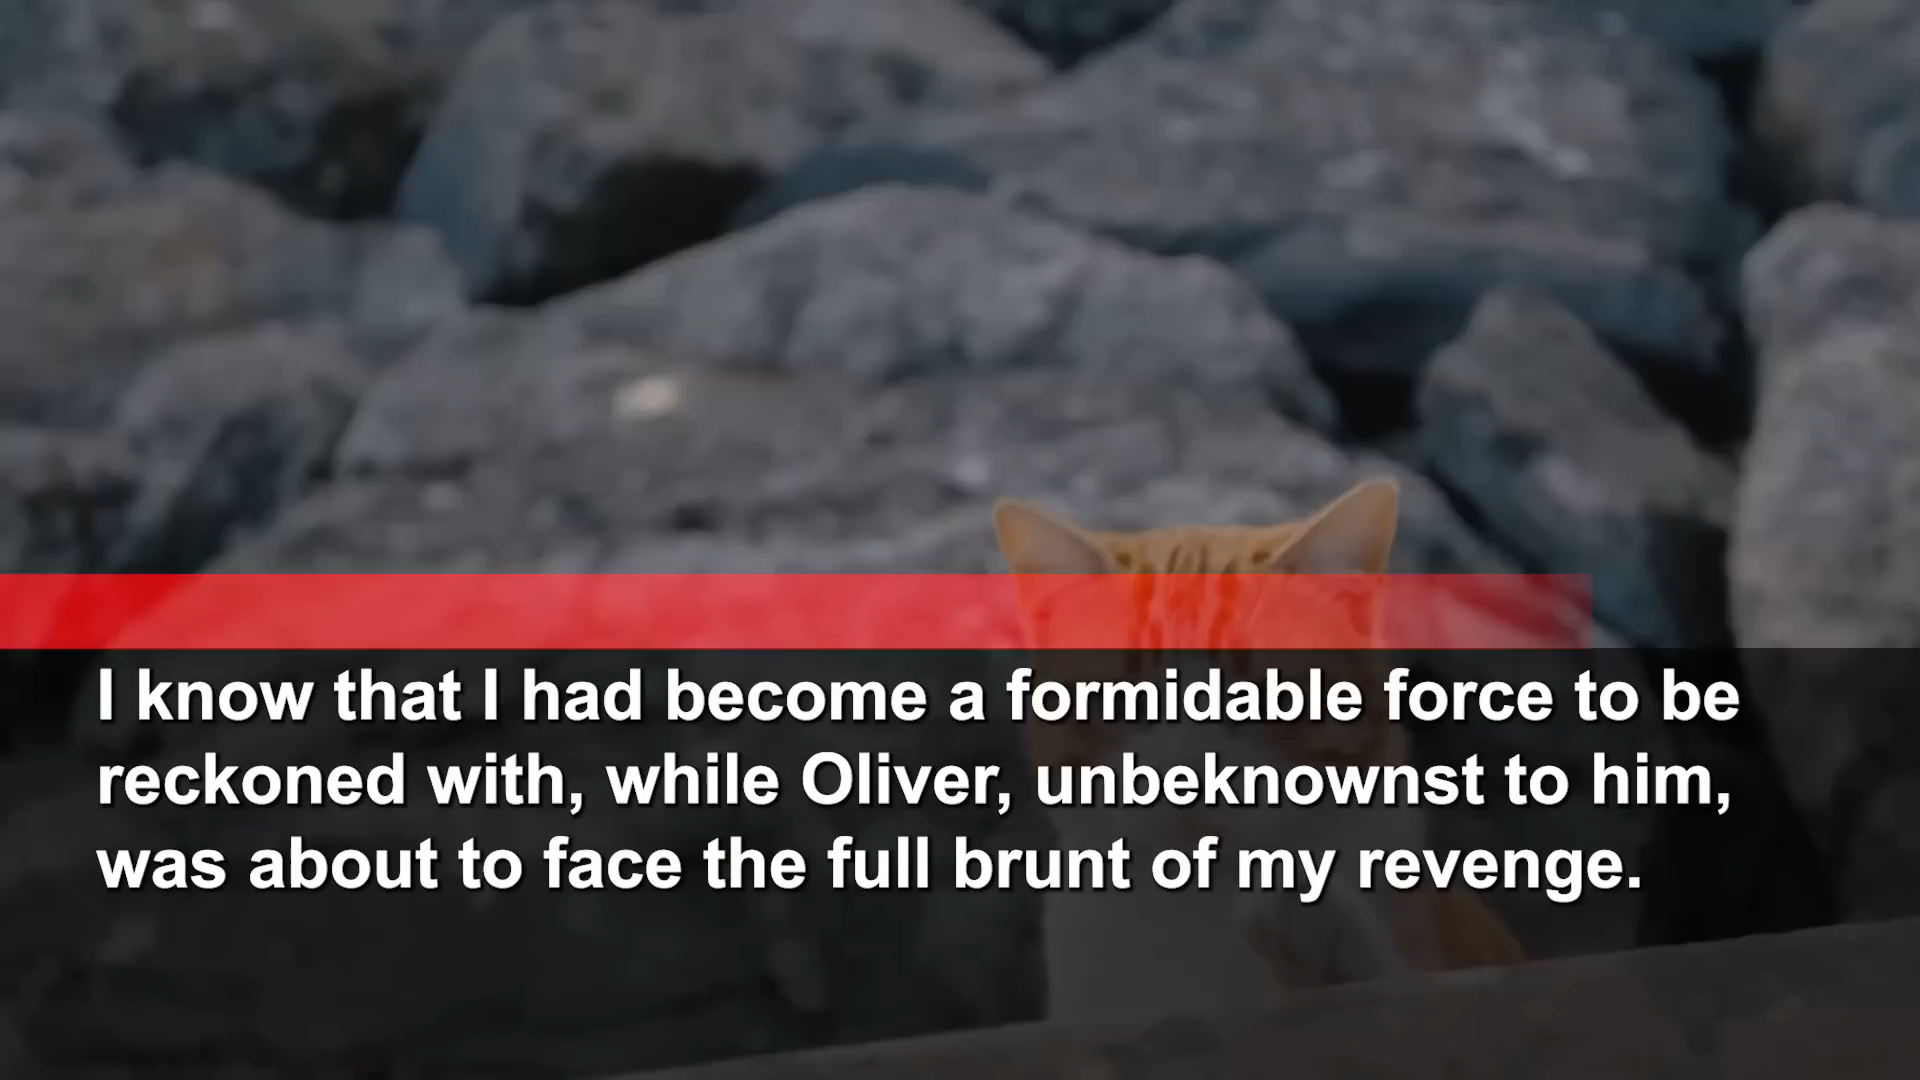 I know that I had become a formidable force to be
reckoned with, while Oliver, unbeknownst to him,
was about to face the full brunt of my revenge.